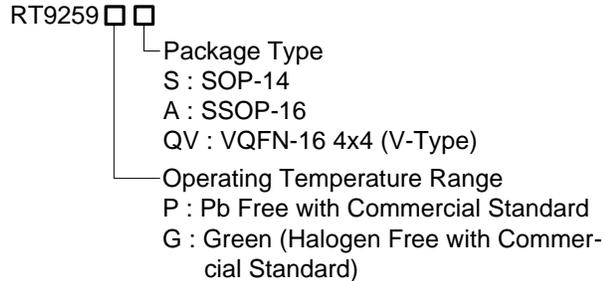 RT9259
Package Type
S : SOP-14
A : SSOP-16
QV : VQFN-16 4x4 (V-Type)
Operating Temperature Range
P : Pb Free with Commercial Standard
G : Green (Halogen Free with Commer-
cial Standard)